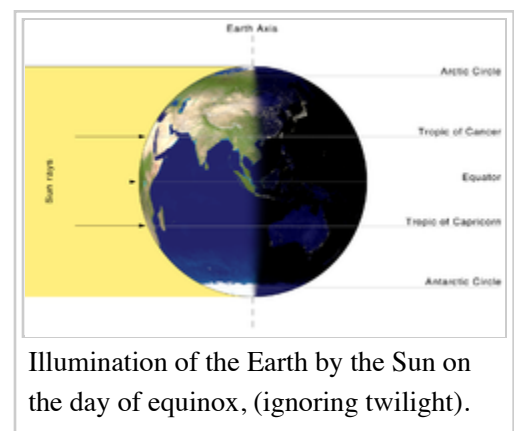 Earth Axis
Arctic Circle
Tropic of Cancer
Sun rays
Equator
Tropic of Capricorn
Antarctic Circle
Illumination of the Earth by the Sun on
the day of equinox, (ignoring twilight).